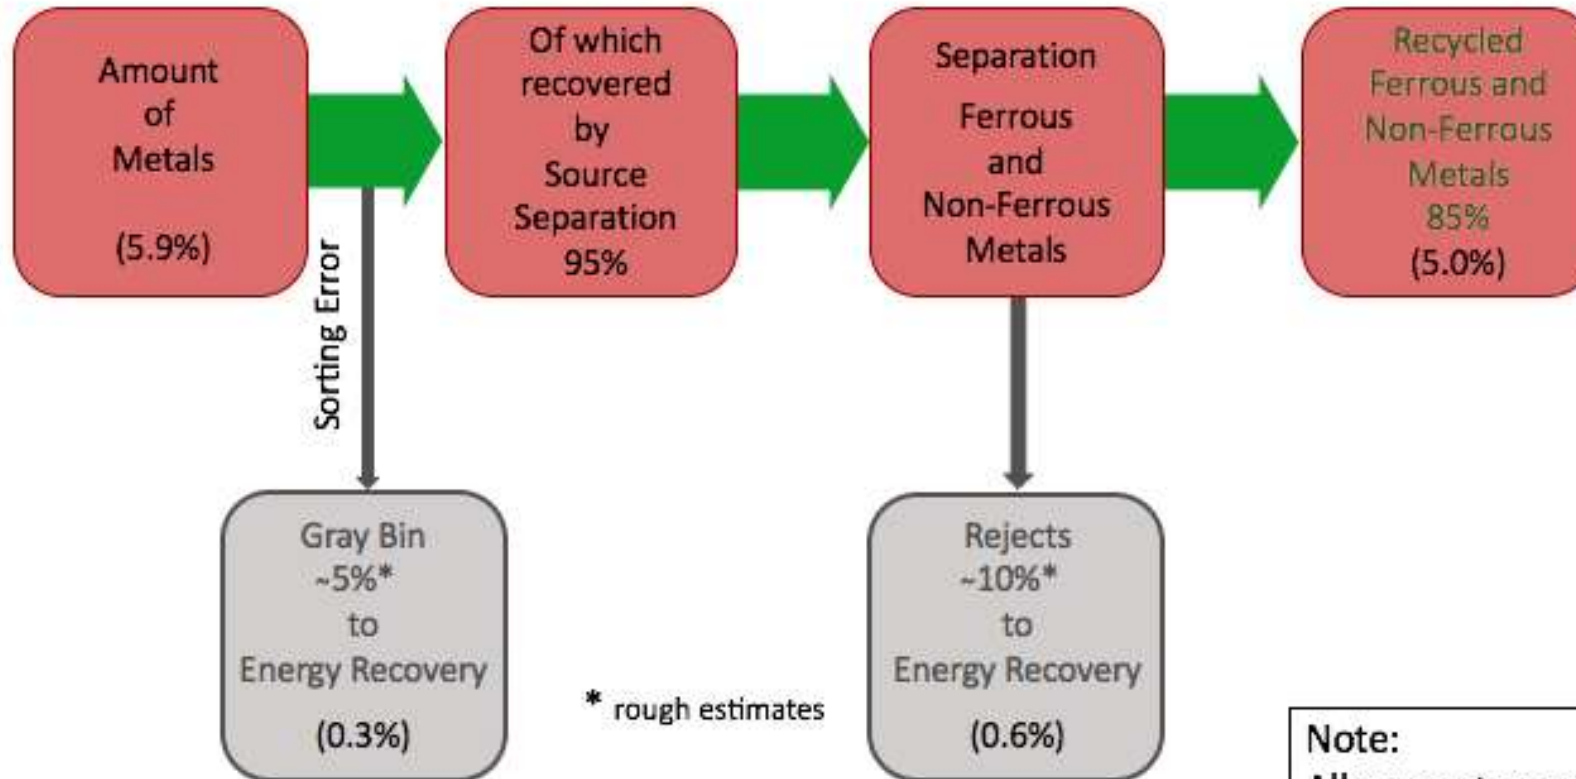 Amount
of
Metals
(5.9%)
Of which
recovered
by
Source
Separation
95%
Separation
Ferrous
and
Non-Ferrous
Metals
Recycled
Ferrous and
Non-Ferrous
Metals
85%
(5.0%)
Sorting Error
Gray Bin
~5%*
to
Energy Recovery
(0.3%)
* rough estimates
Rejects
~10%*
to
Energy Recovery
(0.6%)
Note: